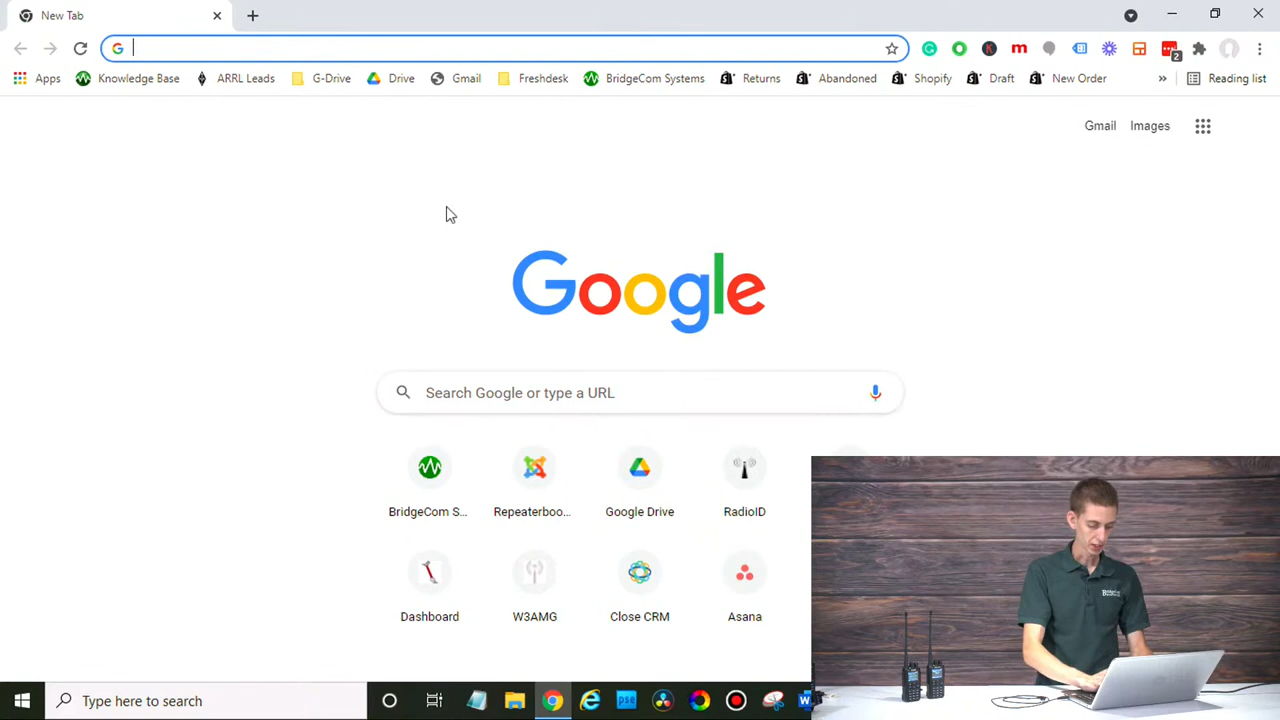 New Tab
Apps Knowledge Base ARRL Leads G-Drive Drive Gmail Freshdesk BridgeCom Systems Returns Abandoned Shopify Draft New Order » Reading list
Gmail Images
Google
Search Google or type a URL
BridgeCom S... Repeaterboo... Google Drive RadioID
Dashboard W3AMG Close CRM Asana
Type here to search